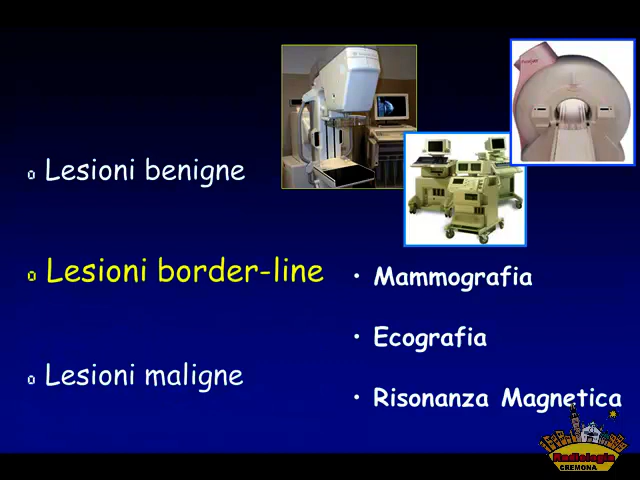 o Lesioni benigne
o Lesioni border-line
o Lesioni maligne
• Mammografia
• Ecografia
• Risonanza Magnetica
Radiologia
CREMONA